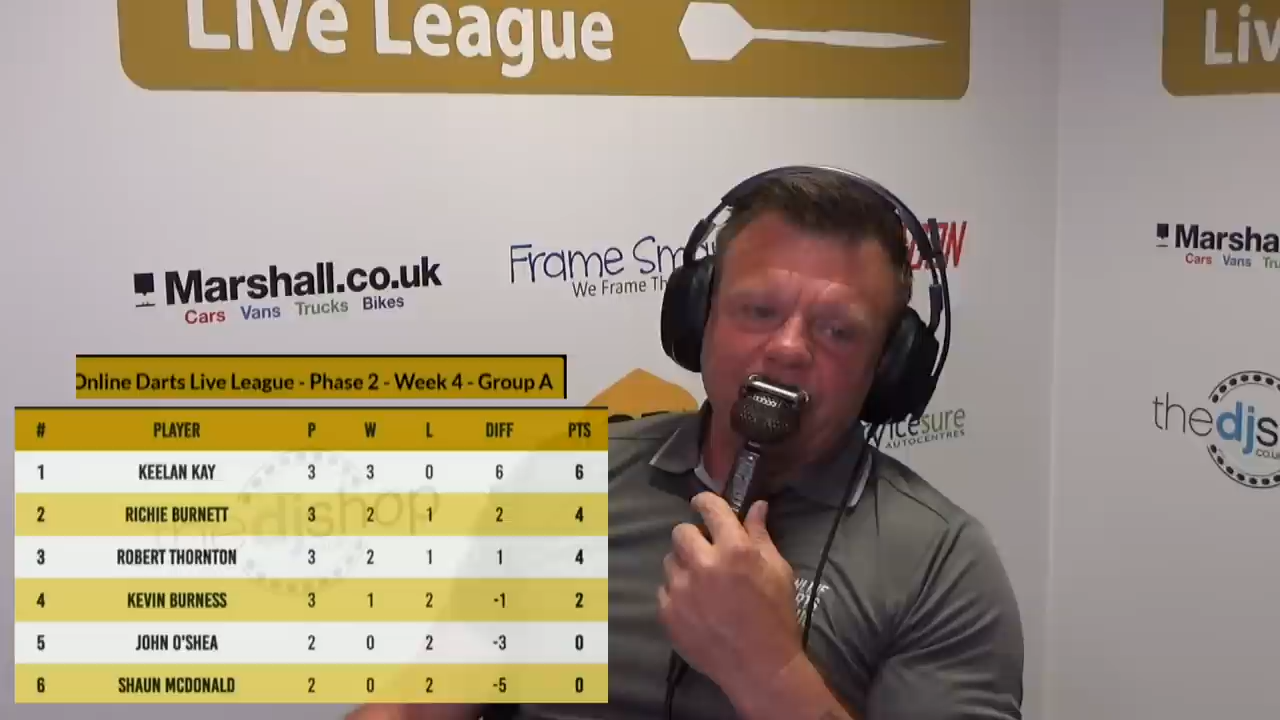 Live League
Marshall.co.uk
Cars Vans Trucks Bikes
Frame
We Frame
Marsha
Cars Vans
thedjs
Online Darts Live League - Phase 2 - Week 4 - Group A
# PLAYER P W L DIFF PTS
1 KEELAN KAY 3 3 0 6 6
2 RICHIE BURNETT 3 2 1 2 4
3 ROBERT THORNTON 3 2 1 1 4
4 KEVIN BURNESS 3 1 2 -1 2
5 JOHN O'SHEA 2 0 2 -3 0
6 SHAUN MCDONALD 2 0 2 -5 0
thedjshop
AUTOCENTRES